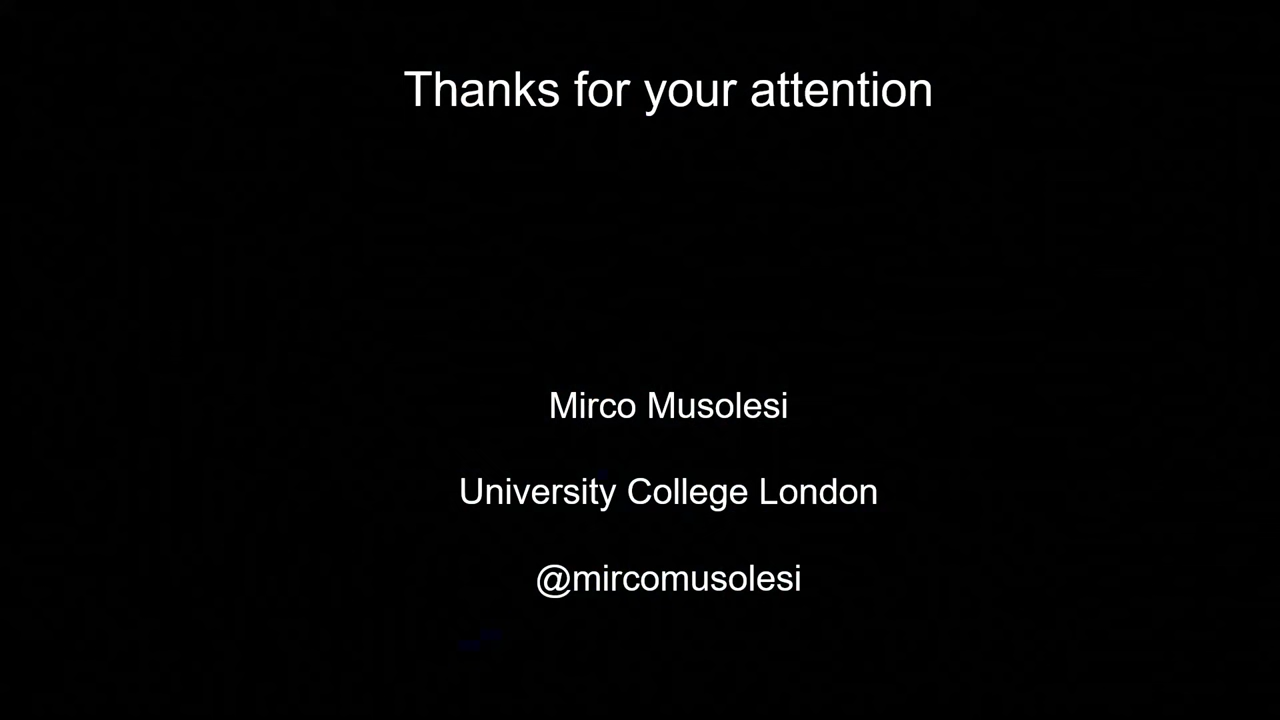 Thanks for your attention
Mirco Musolesi
University College London
@mircomusolesi